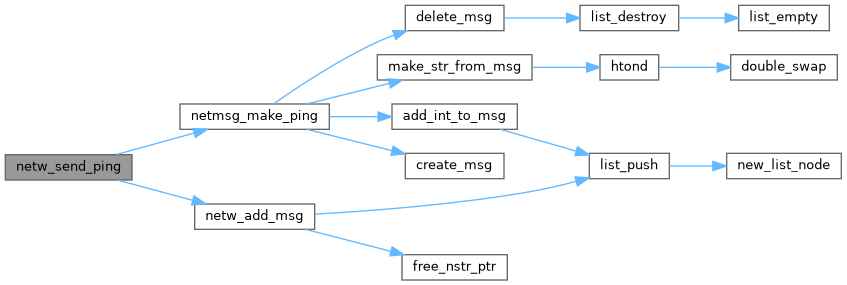 netw_send_ping
netmsg_make_ping
netw_add_msg
delete_msg
make_str_from_msg
add_int_to_msg
create_msg
free_nstr_ptr
list_destroy
htond
list_push
list_empty
double_swap
new_list_node